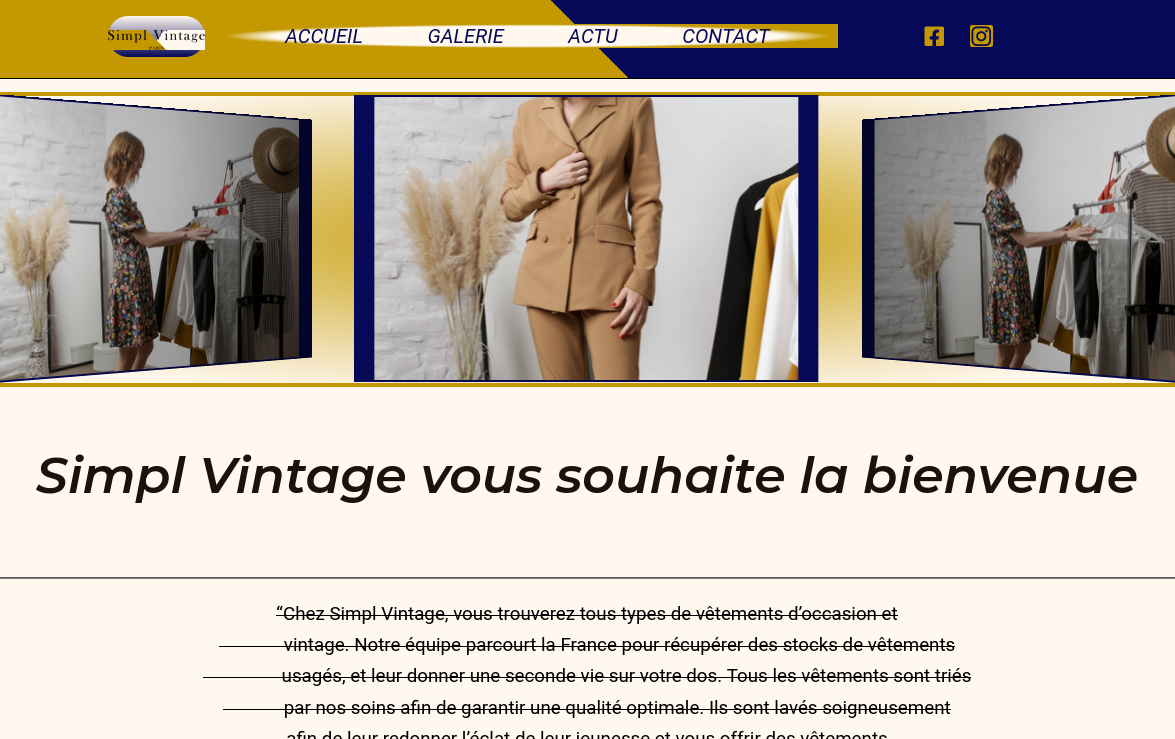 Simpl Vintage
PARIS
ACCUEIL GALERIE ACTU CONTACT
Simpl Vintage vous souhaite la bienvenue
“Chez Simpl Vintage, vous trouverez tous types de vêtements d’occasion et
vintage. Notre équipe parcourt la France pour récupérer des stocks de vêtements
usagés, et leur donner une seconde vie sur votre dos. Tous les vêtements sont triés
par nos soins afin de garantir une qualité optimale. Ils sont lavés soigneusement
afin de leur redonner l’éclat de leur jeunesse et vous offrir des vêtements